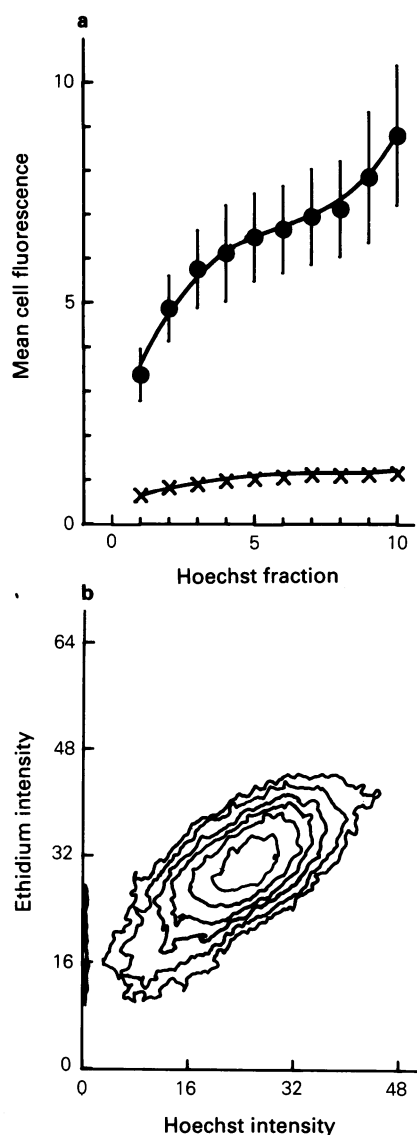 a
10
Mean cell fluorescence
5
0
0 5 10
Hoechst fraction
b
64
Ethidium intensity
48
32
16
0
0 16 32 48
Hoechst intensity